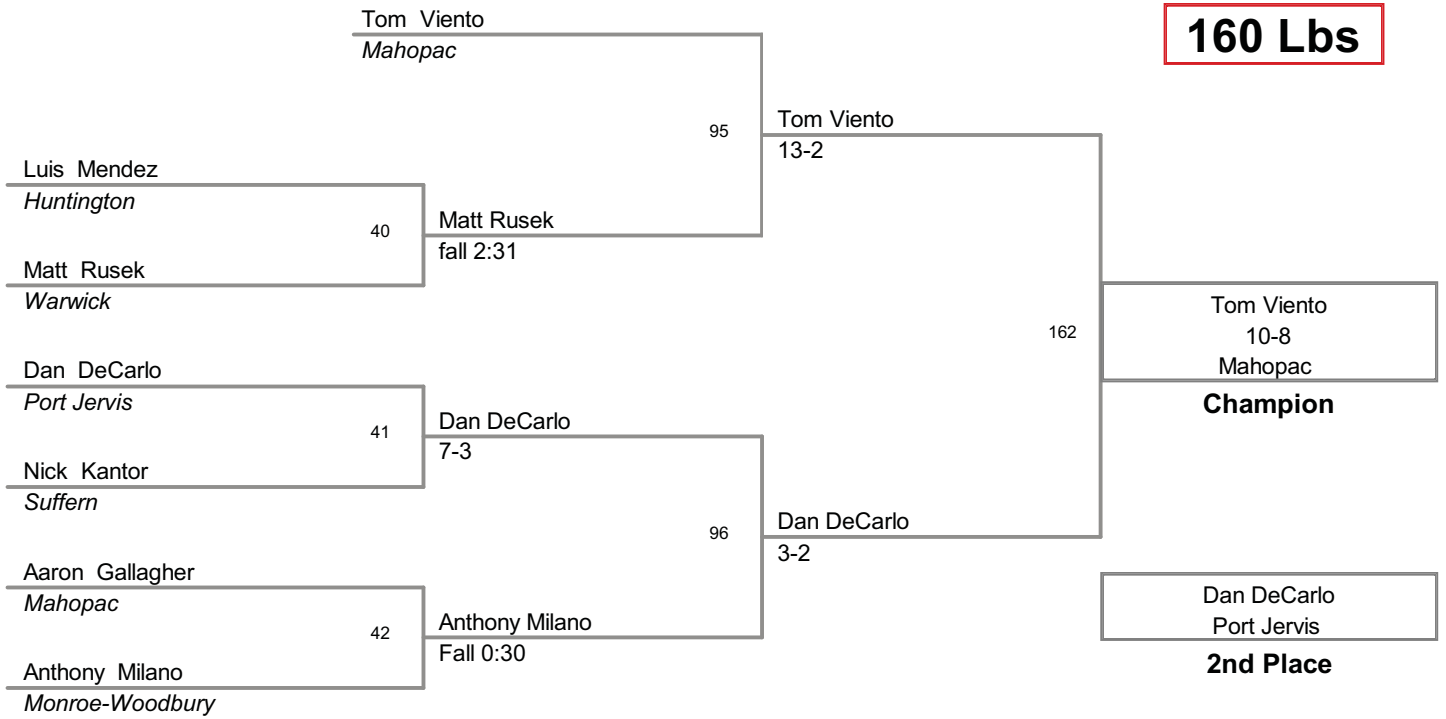 Tom Viento
Mahopac
160 Lbs
95
Tom Viento
13-2
Luis Mendez
Huntington
40
Matt Rusek
fall 2:31
Matt Rusek
Warwick
162
Tom Viento
10-8
Mahopac
Champion
Dan DeCarlo
Port Jervis
41
Dan DeCarlo
7-3
Nick Kantor
Suffern
96
Dan DeCarlo
3-2
Aaron Gallagher
Mahopac
42
Anthony Milano
Fall 0:30
Anthony Milano
Monroe-Woodbury
Dan DeCarlo
Port Jervis
2nd Place